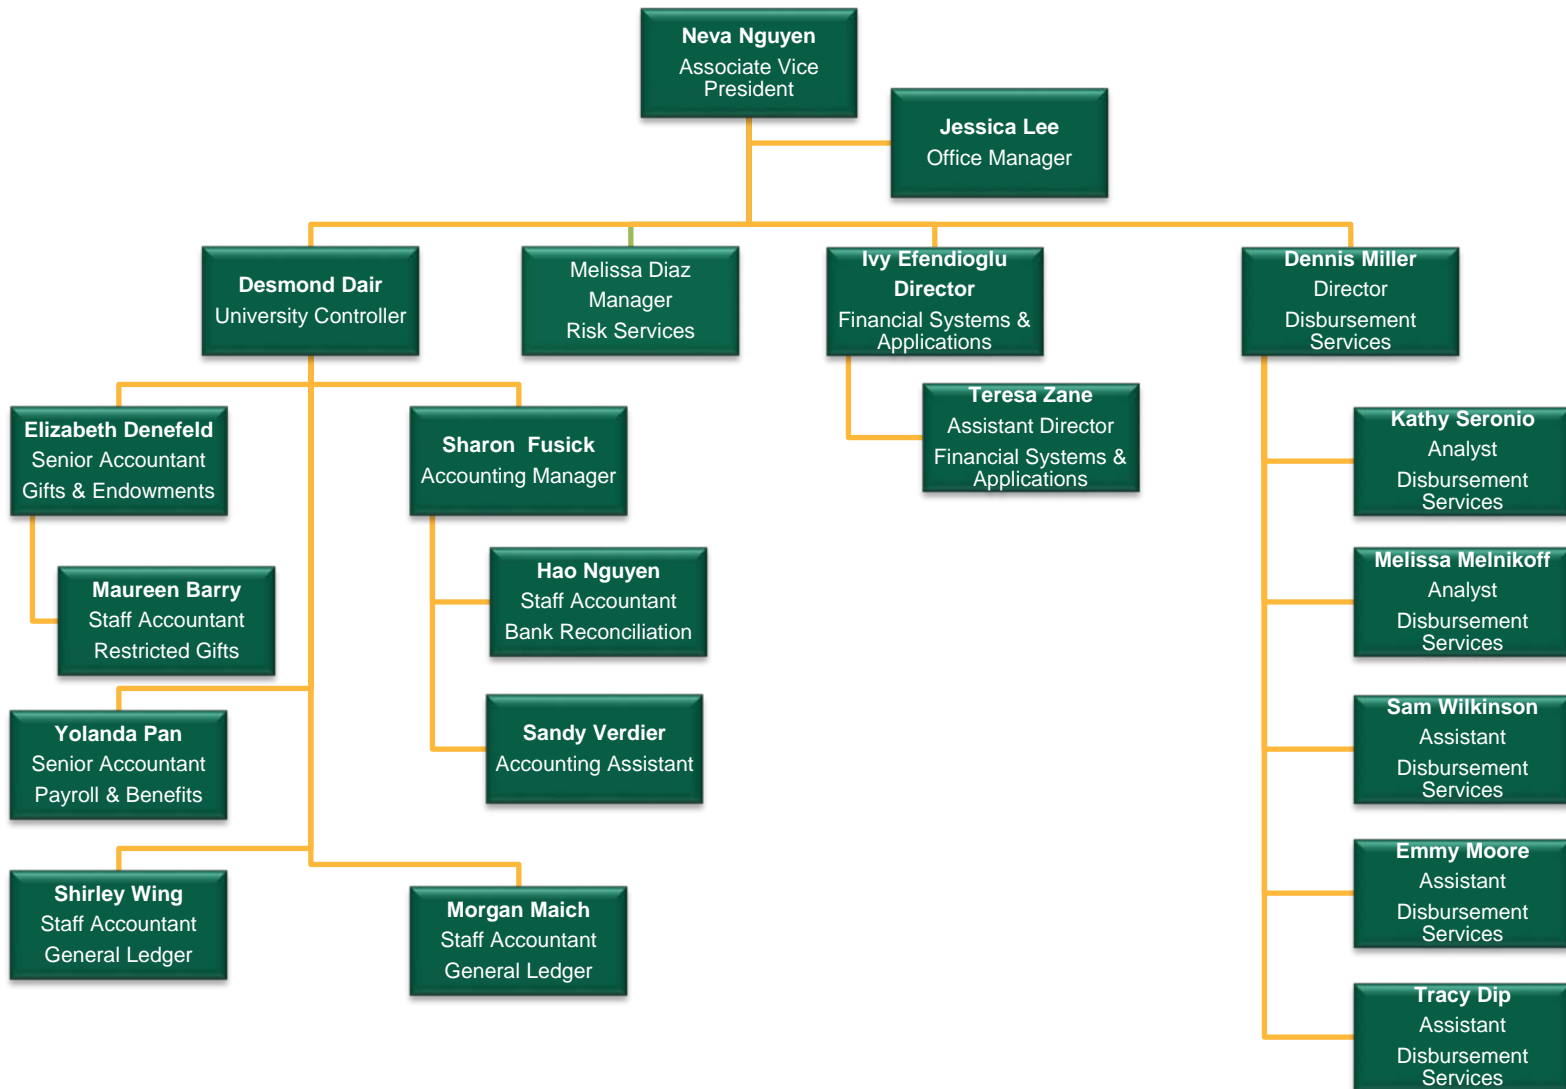 Neva Nguyen
Associate Vice
President
Jessica Lee
Office Manager
Desmond Dair
University Controller
Melissa Diaz
Manager
Risk Services
Ivy Efendioglu
Director
Financial Systems &
Applications
Dennis Miller
Director
Disbursement
Services
Elizabeth Denefeld
Senior Accountant
Gifts & Endowments
Sharon  Fusick
Accounting Manager
Teresa Zane
Assistant Director
Financial Systems &
Applications
Kathy Seronio
Analyst
Disbursement
Services
Maureen Barry
Staff Accountant
Restricted Gifts
Hao Nguyen
Staff Accountant
Bank Reconciliation
Melissa Melnikoff
Analyst
Disbursement
Services
Yolanda Pan
Senior Accountant
Payroll & Benefits
Sandy Verdier
Accounting Assistant
Sam Wilkinson
Assistant
Disbursement
Services
Shirley Wing
Staff Accountant
General Ledger
Morgan Maich
Staff Accountant
General Ledger
Emmy Moore
Assistant
Disbursement
Services
Tracy Dip
Assistant
Disbursement
Services